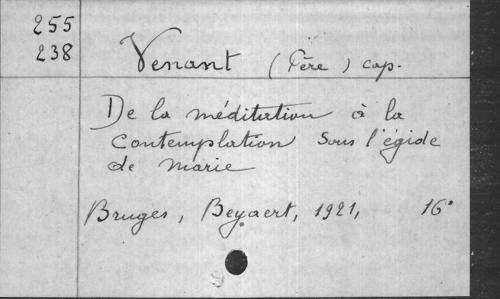 255
238
Venant (Père) cap.
De la méditation à la
contemplation sous l'égide
de marie
Bruges, Beyaert, 1921, 16°